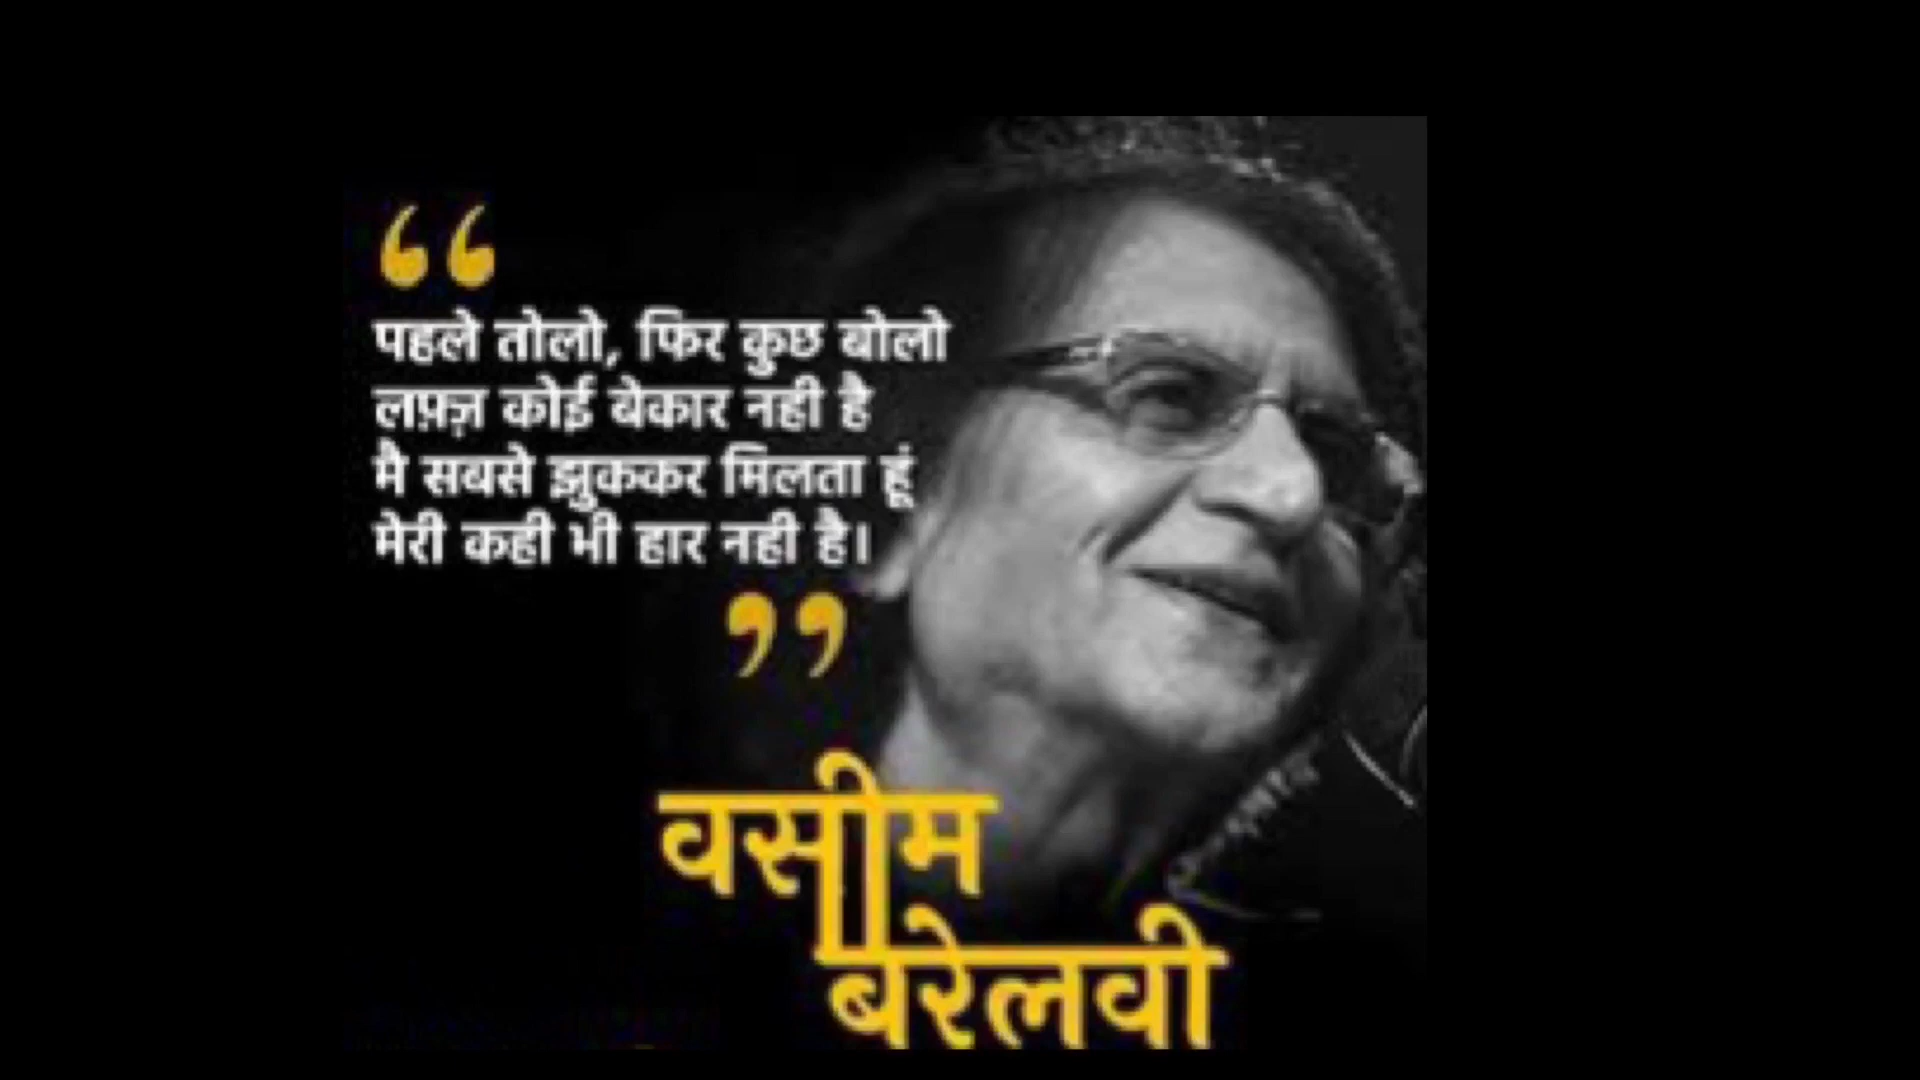 “
पहले तोलो, फिर कुछ बोलो
लफ़्ज़ कोई बेकार नही है
मै सबसे झुककर मिलता हूं
मेरी कही भी हार नही है।
”
वसीम
बरेलवी